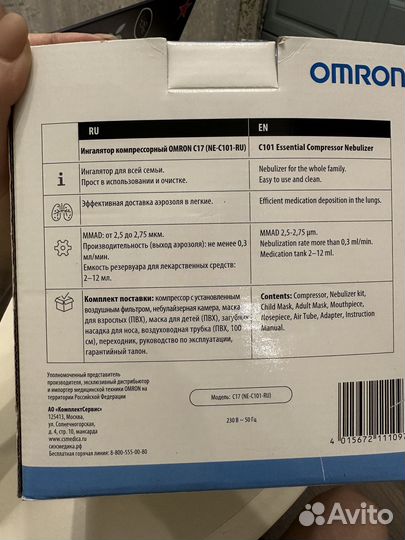 OMRON
RU
EN
Ингалятор компрессорный OMRON C17 (NE-C101-RU)
C101 Essential Compressor Nebulizer
Ингалятор для всей семьи.
Прост в использовании и очистке.
Nebulizer for the whole family.
Easy to use and clean.
Эффективная доставка аэрозоля в легкие.
Efficient medication deposition in the lungs.
MMAD: от 2,5 до 2,75 мкм.
Производительность (выход аэрозоля): не менее 0,3
мл/мин.
Емкость резервуара для лекарственных средств:
2–12 мл.
MMAD 2,5-2,75 μm.
Nebulization rate more than 0,3 ml/min.
Medication tank 2–12 ml.
Комплект поставки: компрессор с установленным
воздушным фильтром, небулайзерная камера, маска
для взрослых (ПВХ), маска для детей (ПВХ), загубник,
насадка для носа, воздуховодная трубка (ПВХ, 100
см), переходник, руководство по эксплуатации,
гарантийный талон.
Contents: Compressor, Nebulizer kit,
Child Mask, Adult Mask, Mouthpiece,
Nosepiece, Air Tube, Adapter, Instruction
Manual.
Уполномоченный представитель
производителя, эксклюзивный дистрибьютор
и импортер медицинской техники OMRON на
территории Российской Федерации
АО «КомплектСервис»
125413, Москва,
ул. Солнечногорская,
д. 4, стр. 10, мансарда
www.csmedica.ru
сиэсмедика.рф
Бесплатная горячая линия: 8-800-555-00-80
Модель: C17 (NE-C101-RU)
230 В ~ 50 Гц
4 015672 11109
Avito